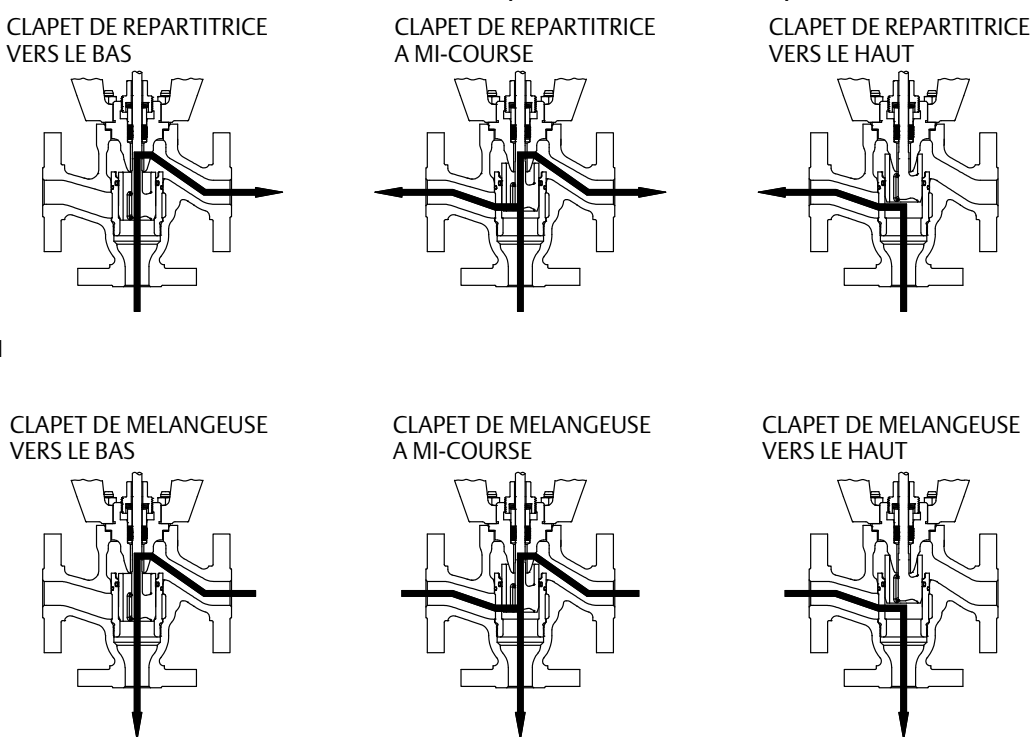 CLAPET DE REPARTITRICE
VERS LE BAS
CLAPET DE REPARTITRICE
A MI-COURSE
CLAPET DE REPARTITRICE
VERS LE HAUT
CLAPET DE MELANGEUSE
VERS LE BAS
CLAPET DE MELANGEUSE
A MI-COURSE
CLAPET DE MELANGEUSE
VERS LE HAUT